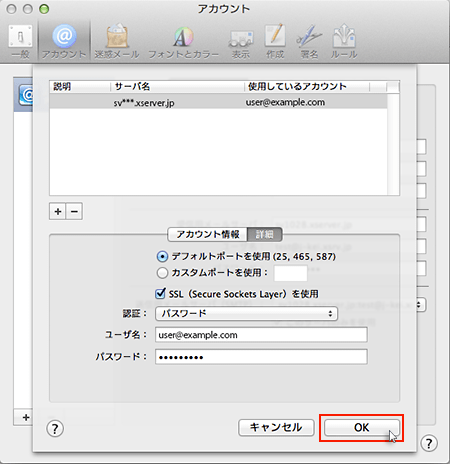 アカウント
一般 アカウント 迷惑メール フォントとカラー 表示 作成 署名 ルール
説明 サーバ名 使用しているアカウント
sv***.xserver.jp user@example.com
+ −
アカウント情報 詳細
デフォルトポートを使用 (25, 465, 587)
カスタムポートを使用：
SSL（Secure Sockets Layer）を使用
認証： パスワード
ユーザ名： user@example.com
パスワード： •••••••••
+
? キャンセル OK ?